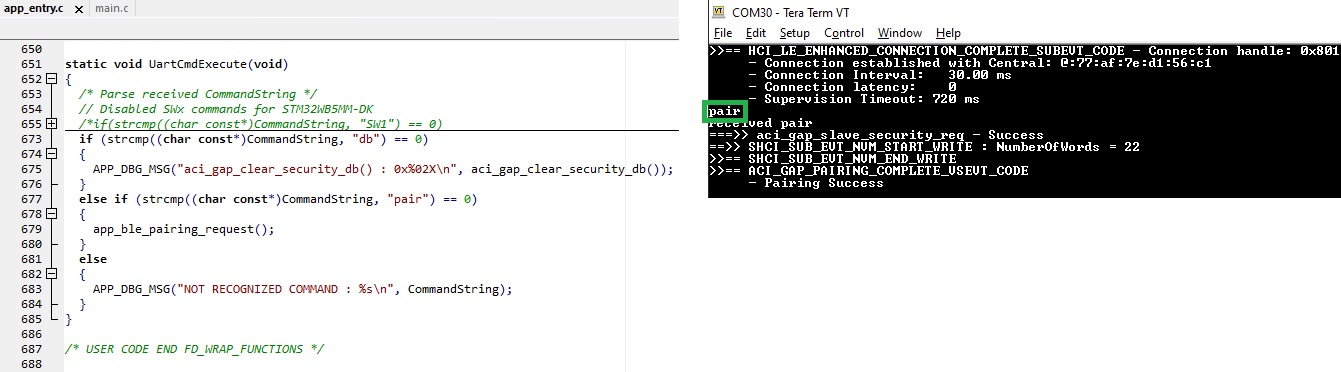 app_entry.c
main.c
650
651 static void UartCmdExecute(void)
652 {
653 /* Parse received CommandString */
654 // Disabled SWx commands for STM32WB5MM-DK
655 /*if(strcmp((char const*)CommandString, "SW1") == 0)
673 if (strcmp((char const*)CommandString, "db") == 0)
674 {
675 APP_DBG_MSG("aci_gap_clear_security_db() : 0x%02X\n", aci_gap_clear_security_db());
676 }
677 else if (strcmp((char const*)CommandString, "pair") == 0)
678 {
679 app_ble_pairing_request();
680 }
681 else
682 {
683 APP_DBG_MSG("NOT RECOGNIZED COMMAND : %s\n", CommandString);
684 }
685 }
686
687 /* USER CODE END FD_WRAP_FUNCTIONS */
688
VT COM30 - Tera Term VT
File Edit Setup Control Window Help
>>== HCI_LE_ENHANCED_CONNECTION_COMPLETE_SUBEVT_CODE - Connection handle: 0x801
- Connection established with Central: @:77:af:7e:d1:56:c1
- Connection Interval: 30.00 ms
- Connection latency: 0
- Supervision Timeout: 720 ms
pair
received pair
===>> aci_gap_slave_security_req - Success
==>> SHCI_SUB_EVT_NVM_START_WRITE : NumberOfWords = 22
>>== SHCI_SUB_EVT_NVM_END_WRITE
>>== ACI_GAP_PAIRING_COMPLETE_VSEVT_CODE
- Pairing Success